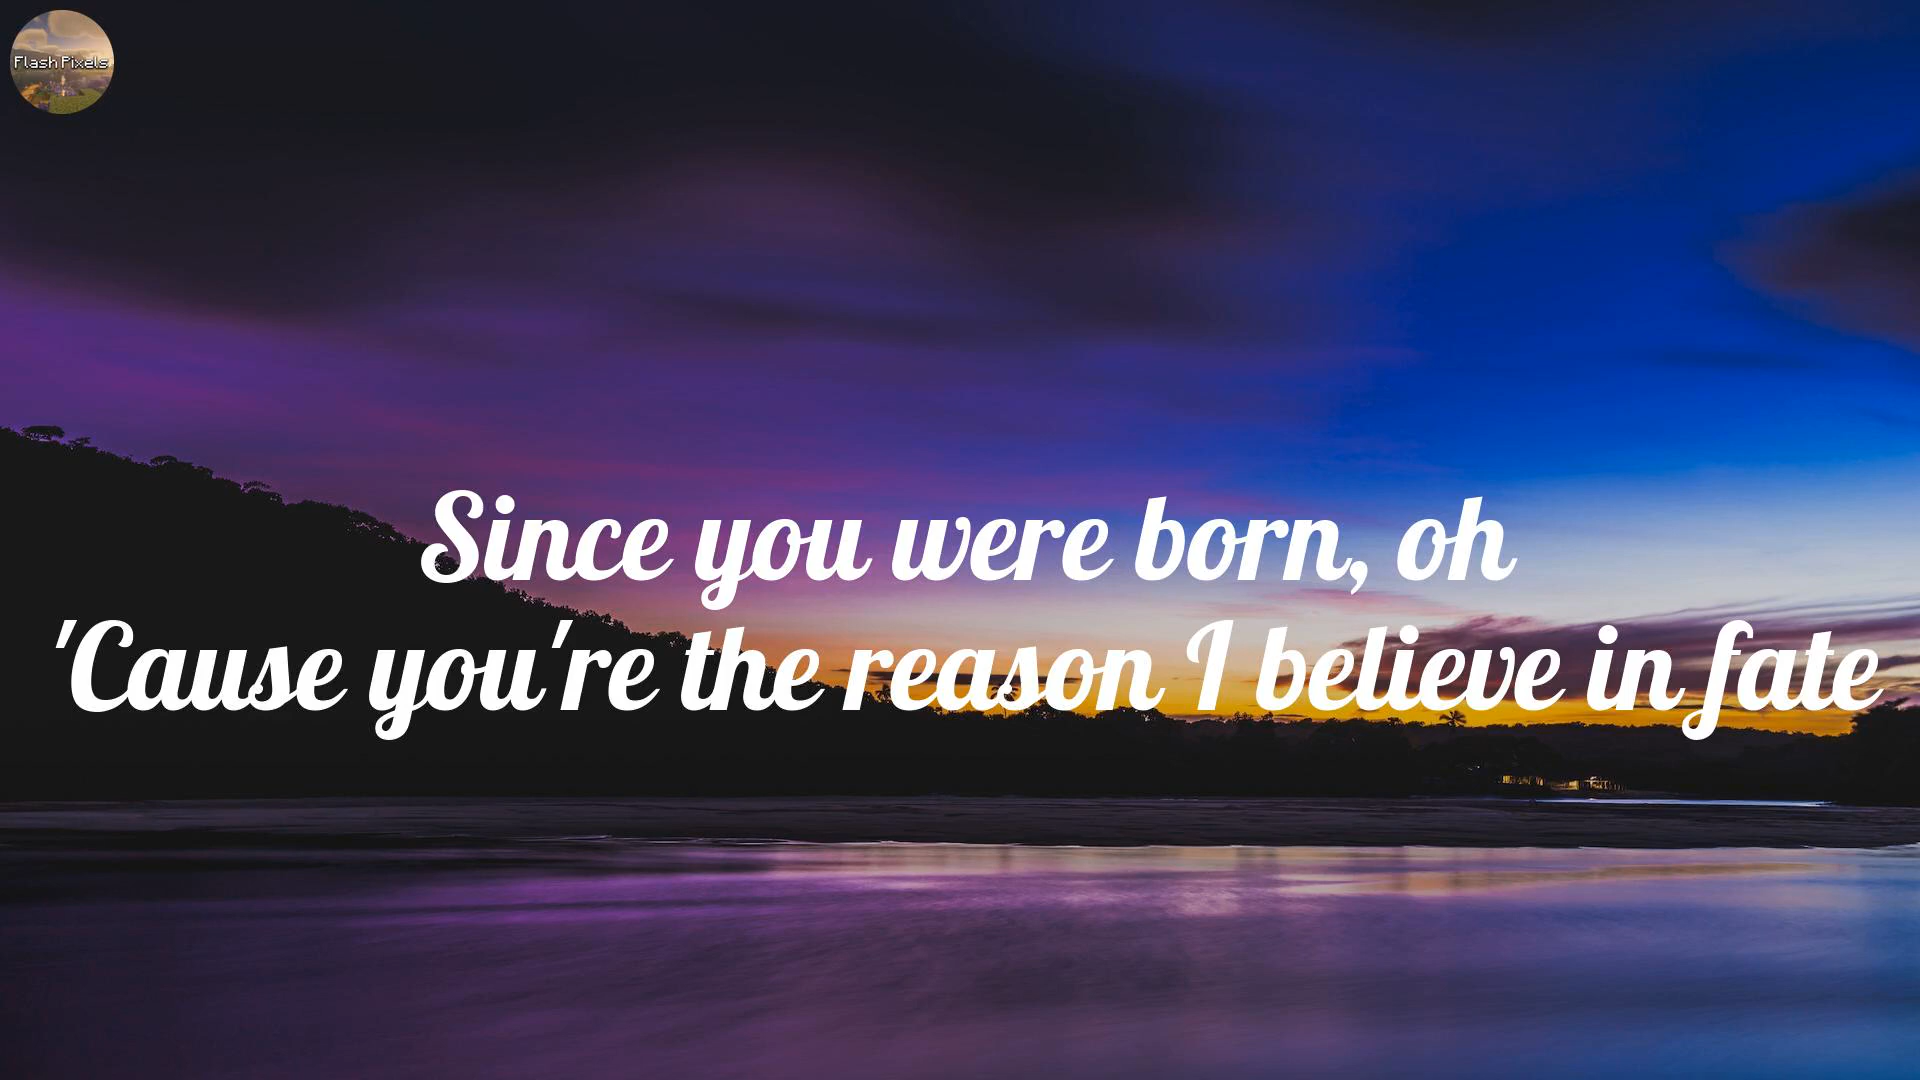 Flash Pixels
Since you were born, oh
'Cause you're the reason I believe in fate